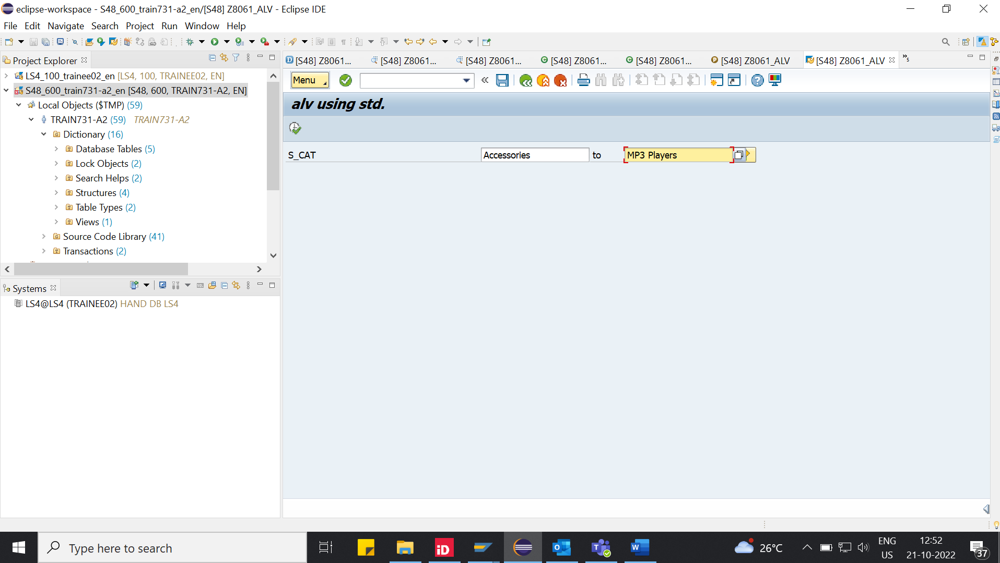 eclipse-workspace - S48_600_train731-a2_en/[S48] Z8061_ALV - Eclipse IDE
File Edit Navigate Search Project Run Window Help
Project Explorer
[S48] Z8061... [S48] Z8061... [S48] Z8061... [S48] Z8061... [S48] Z8061... [S48] Z8061_ALV [S48] Z8061_ALV »5
LS4_100_trainee02_en [LS4, 100, TRAINEE02, EN]
S48_600_train731-a2_en [S48, 600, TRAIN731-A2, EN]
Local Objects ($TMP) (59)
TRAIN731-A2 (59) TRAIN731-A2
Dictionary (16)
Database Tables (5)
Lock Objects (2)
Search Helps (2)
Structures (4)
Table Types (2)
Views (1)
Source Code Library (41)
Transactions (2)
Systems
LS4@LS4 (TRAINEE02) HAND DB LS4
Menu
alv using std.
S_CAT Accessories to MP3 Players
Type here to search
26°C
ENG
US
12:52
21-10-2022
37